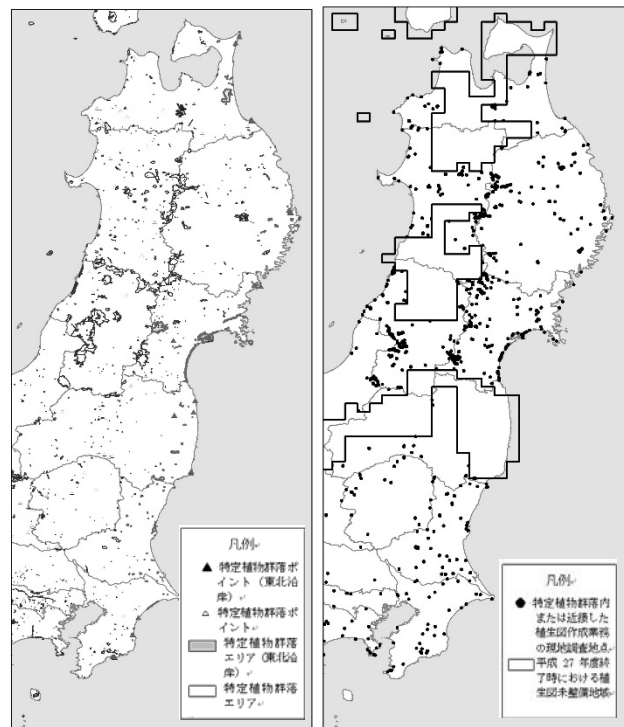 凡例
特定植物群落ポ
イント(東北沿
岸)
特定植物群落ポ
イント
特定植物群落
エリア(東北沿
岸)
特定植物群落
エリア
凡例
特定植物群落内
または近接した
植生図作成業務
の現地調査地点
平成 27 年度終
了時における植
生図未整備地域